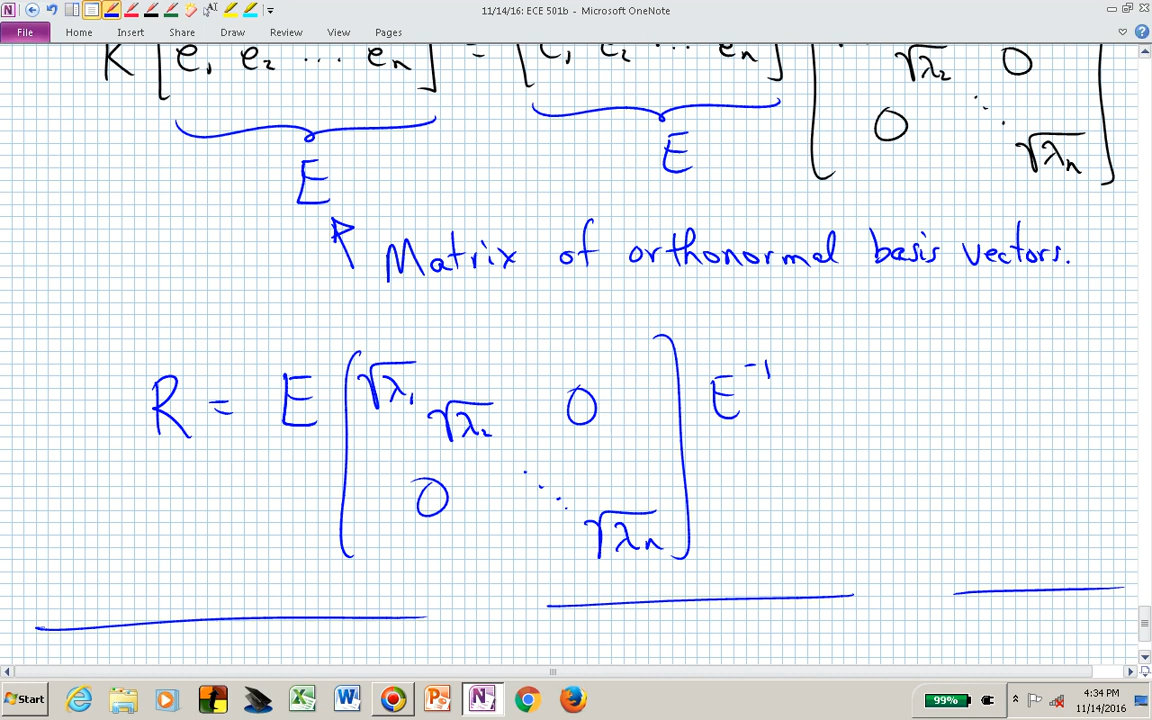 11/14/16: ECE 501b - Microsoft OneNote
File Home Insert Share Draw Review View Pages
[e₁ e₂ ... eₙ] = [e₁ e₂ ... eₙ] [ √λ₂ 0
0 ⋱ √λₙ ]
E E
Matrix of orthonormal basis vectors.
R = E [ √λ₁ √λ₂ 0 E⁻¹
0 ⋱
√λₙ ]
Start
99%
4:34 PM
11/14/2016